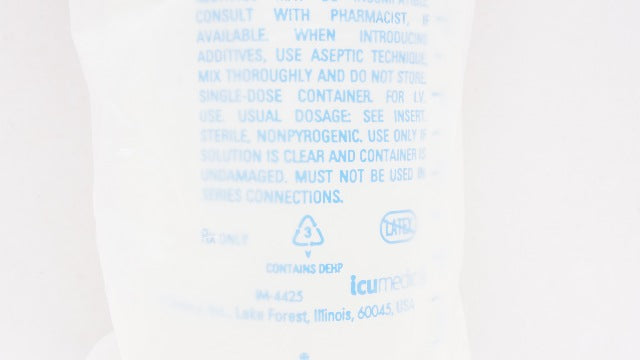 CONSULT WITH PHARMACIST, IF
AVAILABLE. WHEN INTRODUCING
ADDITIVES, USE ASEPTIC TECHNIQUE,
MIX THOROUGHLY AND DO NOT STORE.
SINGLE-DOSE CONTAINER. FOR I.V.
USE. USUAL DOSAGE: SEE INSERT.
STERILE, NONPYROGENIC. USE ONLY IF
SOLUTION IS CLEAR AND CONTAINER IS
UNDAMAGED. MUST NOT BE USED IN
SERIES CONNECTIONS.
Rx ONLY
3
LATEX
CONTAINS DEHP
icumedical
IM-4425
Lake Forest, Illinois, 60045, USA